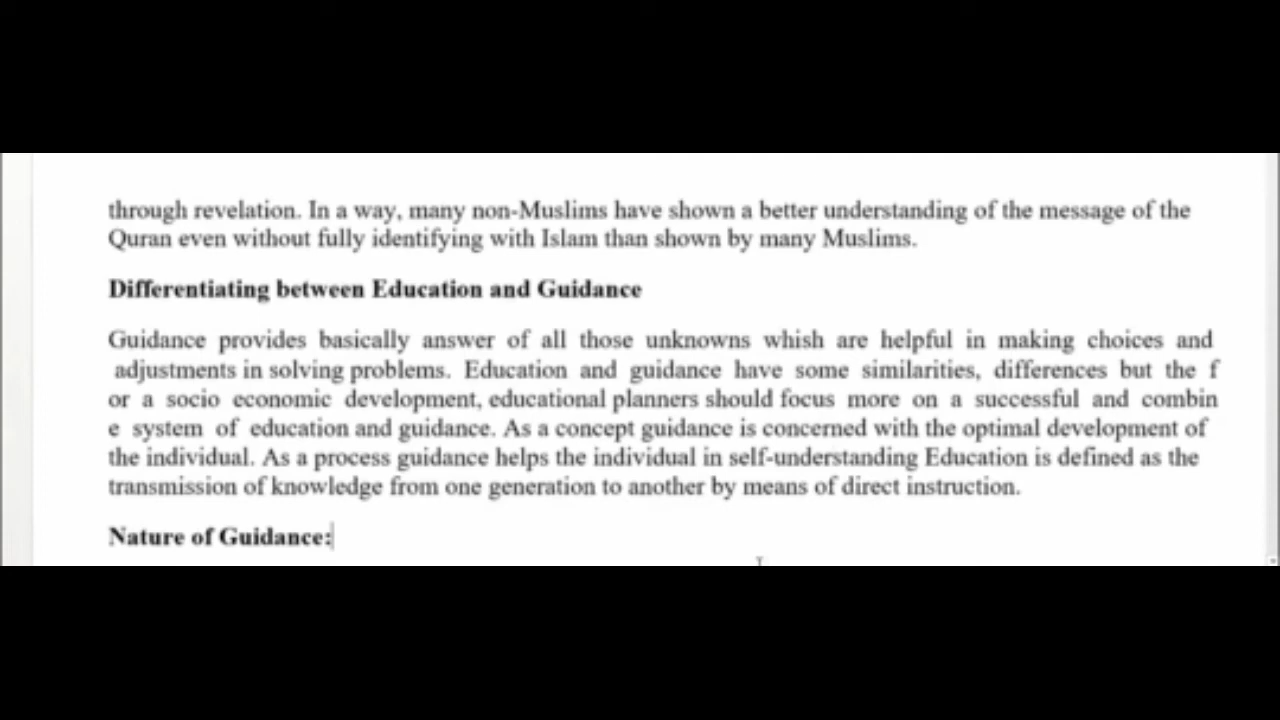 through revelation. In a way, many non-Muslims have shown a better understanding of the message of the
Quran even without fully identifying with Islam than shown by many Muslims.
Differentiating between Education and Guidance
Guidance provides basically answer of all those unknowns whish are helpful in making choices and
adjustments in solving problems. Education and guidance have some similarities, differences but the f
or a socio economic development, educational planners should focus more on a successful and combin
e system of education and guidance. As a concept guidance is concerned with the optimal development of
the individual. As a process guidance helps the individual in self-understanding Education is defined as the
transmission of knowledge from one generation to another by means of direct instruction.
Nature of Guidance: